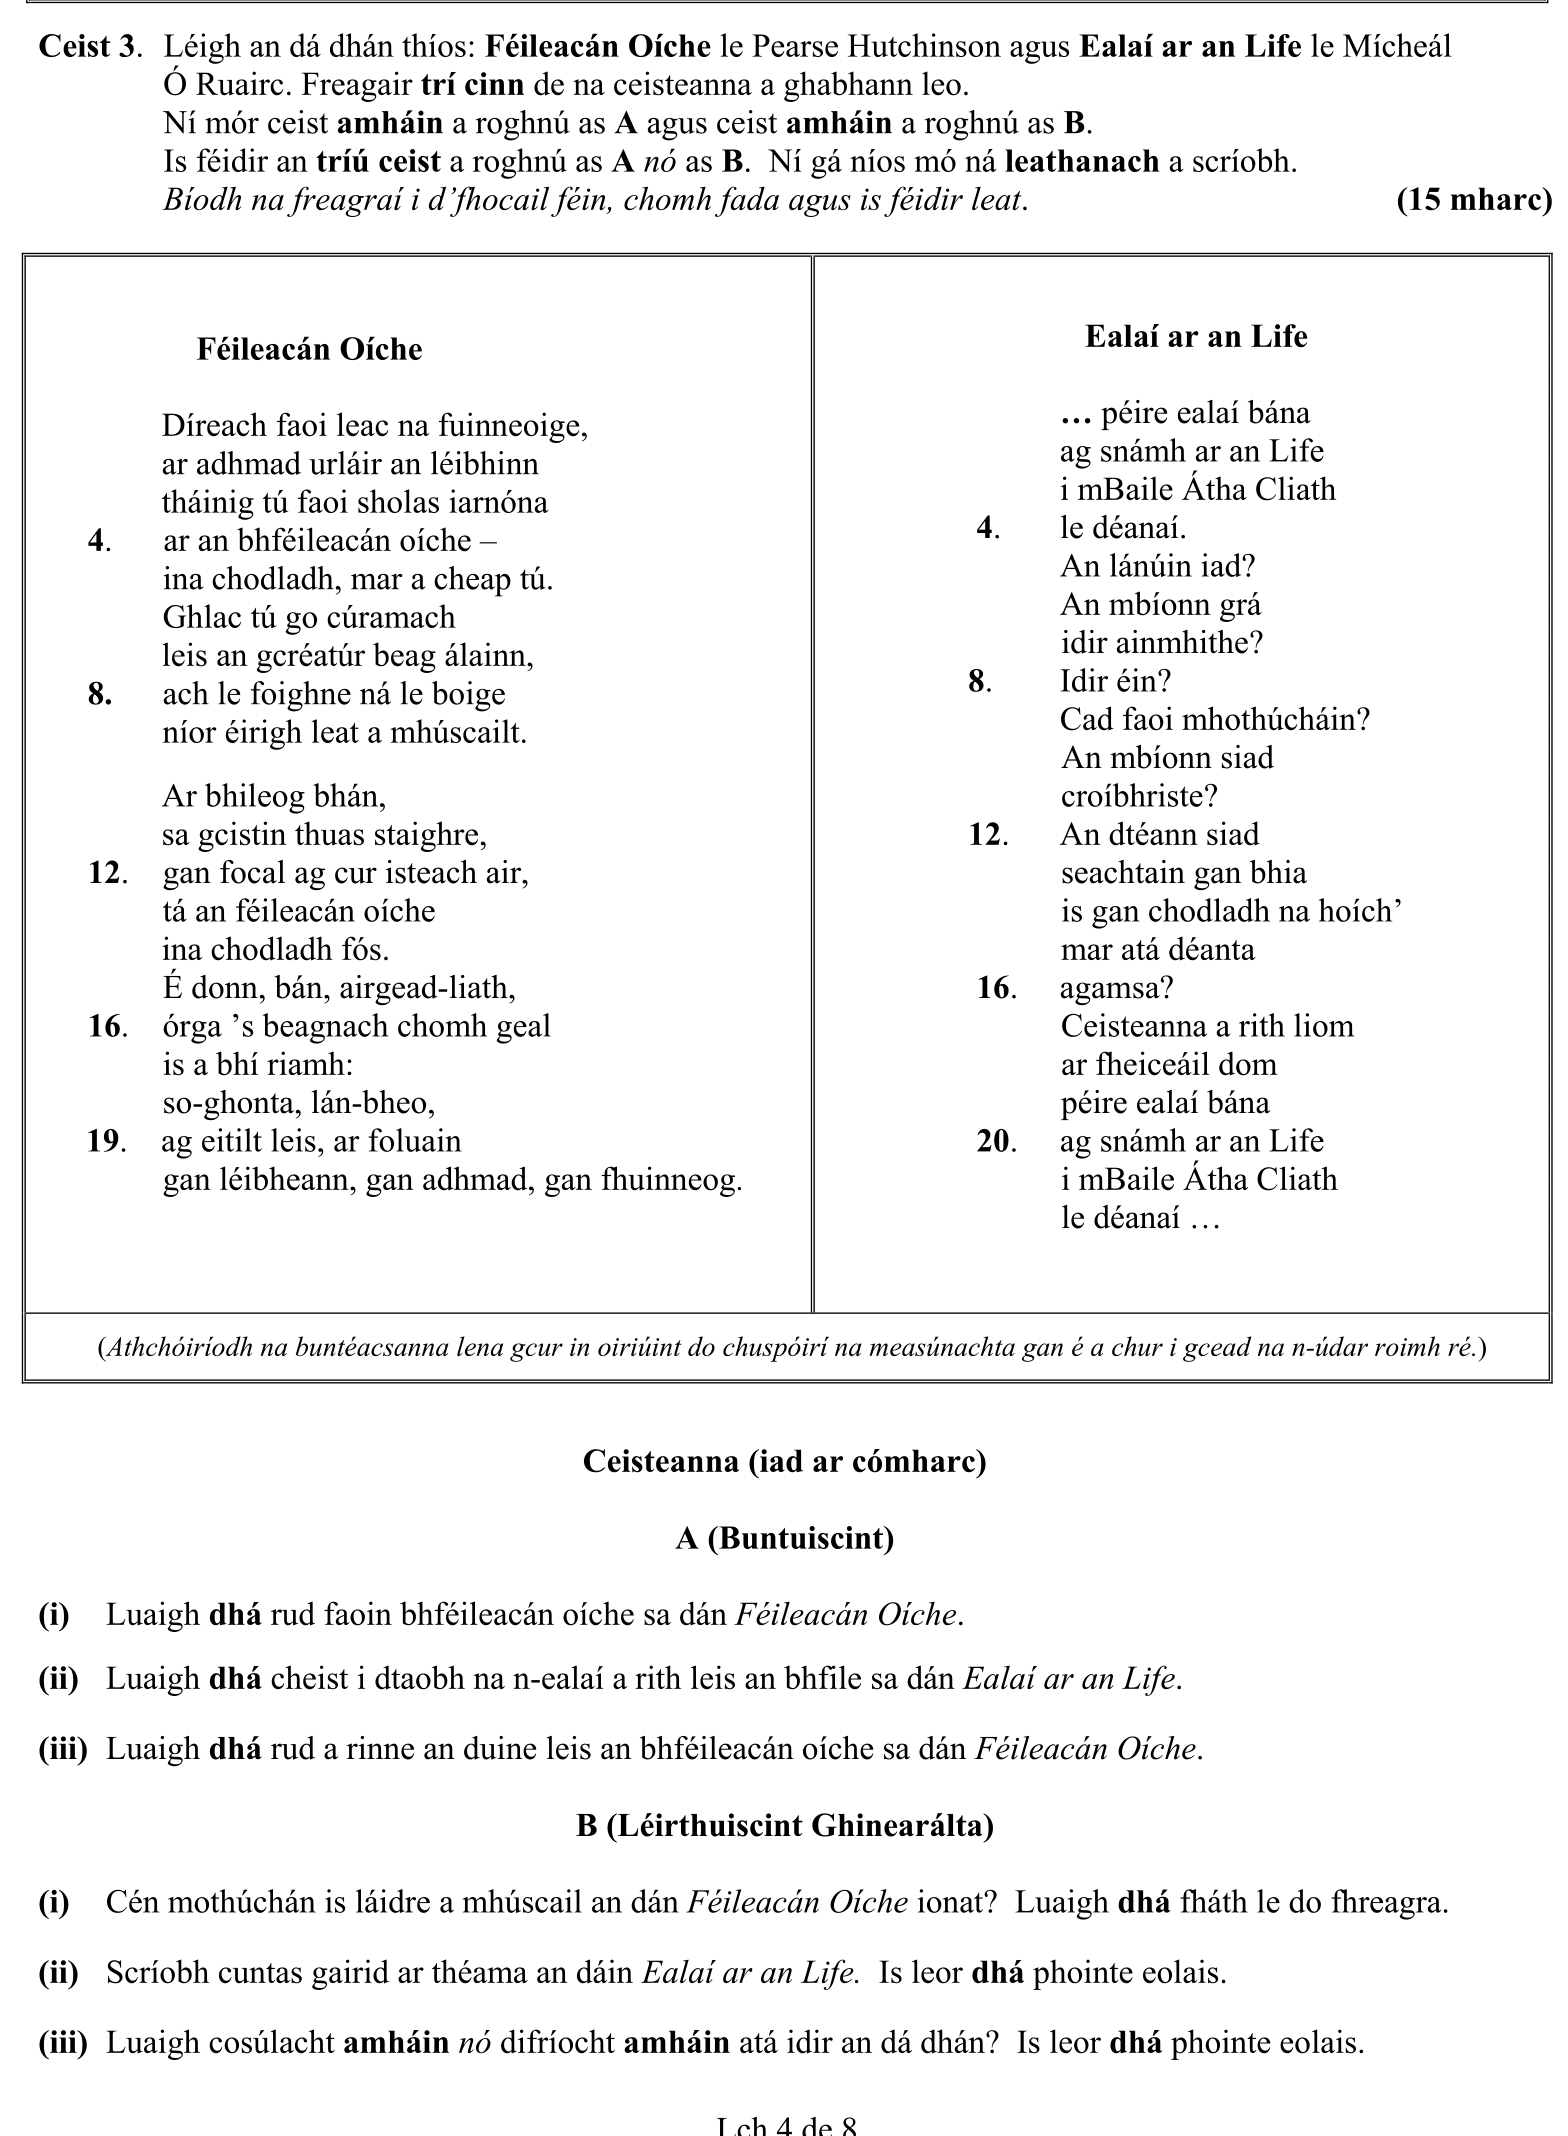 Ceist 3. Léigh an dá dhán thíos: Féileacán Oíche le Pearse Hutchinson agus Ealaí ar an Life le Mícheál
Ó Ruairc. Freagair trí cinn de na ceisteanna a ghabhann leo.
Ní mór ceist amháin a roghnú as A agus ceist amháin a roghnú as B.
Is féidir an tríú ceist a roghnú as A nó as B. Ní gá níos mó ná leathanach a scríobh.
Bíodh na freagraí i d’fhocail féin, chomh fada agus is féidir leat. (15 mharc)
Féileacán Oíche
Díreach faoi leac na fuinneoige,
ar adhmad urláir an léibhinn
tháinig tú faoi sholas iarnóna
4. ar an bhféileacán oíche –
ina chodladh, mar a cheap tú.
Ghlac tú go cúramach
leis an gcréatúr beag álainn,
8. ach le foighne ná le boige
níor éirigh leat a mhúscailt.
Ar bhileog bhán,
sa gcistin thuas staighre,
12. gan focal ag cur isteach air,
tá an féileacán oíche
ina chodladh fós.
É donn, bán, airgead-liath,
16. órga ’s beagnach chomh geal
is a bhí riamh:
so-ghonta, lán-bheo,
19. ag eitilt leis, ar foluain
gan léibheann, gan adhmad, gan fhuinneog.
Ealaí ar an Life
… péire ealaí bána
ag snámh ar an Life
i mBaile Átha Cliath
4. le déanaí.
An lánúin iad?
An mbíonn grá
idir ainmhithe?
8. Idir éin?
Cad faoi mhothúcháin?
An mbíonn siad
croíbhriste?
12. An dtéann siad
seachtain gan bhia
is gan chodladh na hoích’
mar atá déanta
16. agamsa?
Ceisteanna a rith liom
ar fheiceáil dom
péire ealaí bána
20. ag snámh ar an Life
i mBaile Átha Cliath
le déanaí …
(Athchóiríodh na buntéacsanna lena gcur in oiriúint do chuspóirí na measúnachta gan é a chur i gcead na n-údar roimh ré.)
Ceisteanna (iad ar cómharc)
A (Buntuiscint)
(i) Luaigh dhá rud faoin bhféileacán oíche sa dán Féileacán Oíche.
(ii) Luaigh dhá cheist i dtaobh na n-ealaí a rith leis an bhfile sa dán Ealaí ar an Life.
(iii) Luaigh dhá rud a rinne an duine leis an bhféileacán oíche sa dán Féileacán Oíche.
B (Léirthuiscint Ghinearálta)
(i) Cén mothúchán is láidre a mhúscail an dán Féileacán Oíche ionat? Luaigh dhá fháth le do fhreagra.
(ii) Scríobh cuntas gairid ar théama an dáin Ealaí ar an Life. Is leor dhá phointe eolais.
(iii) Luaigh cosúlacht amháin nó difríocht amháin atá idir an dá dhán? Is leor dhá phointe eolais.
Lch 4 de 8